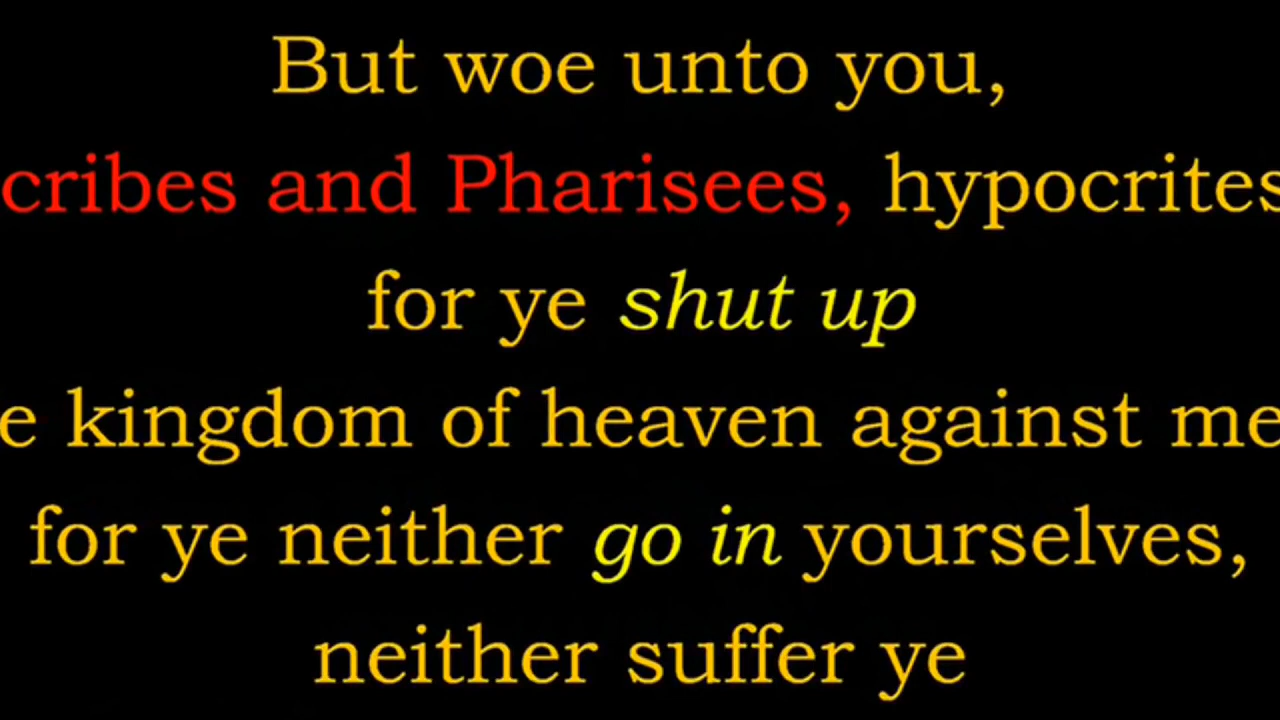 But woe unto you,
cribes and Pharisees, hypocrites
for ye shut up
e kingdom of heaven against me
for ye neither go in yourselves,
neither suffer ye